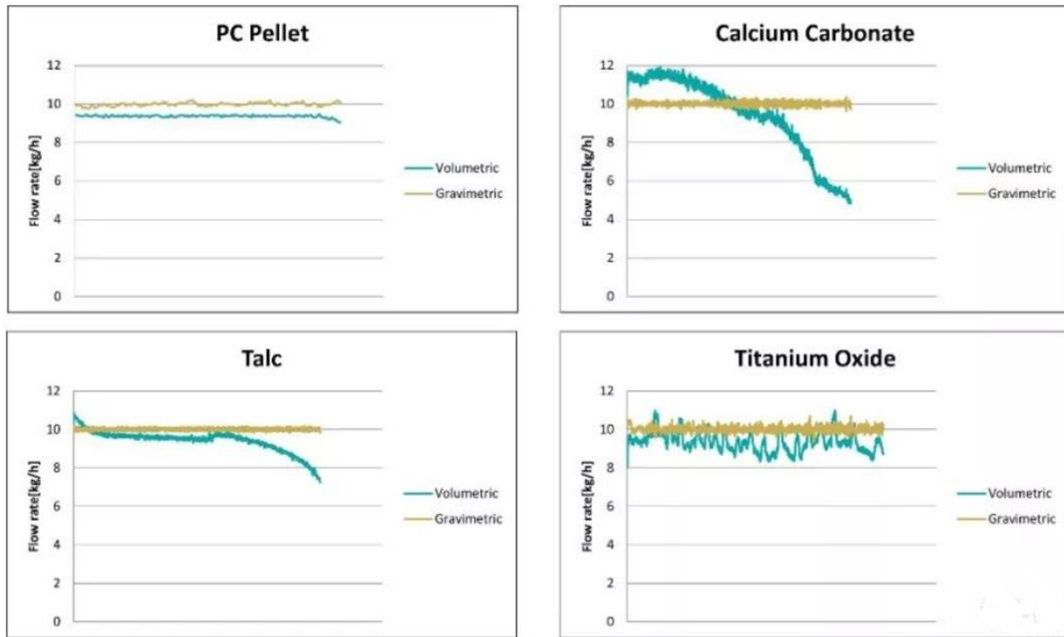 PC Pellet
Flow rate[kg/h]
12
10
8
6
4
2
0
Volumetric
Gravimetric
Calcium Carbonate
Flow rate[kg/h]
12
10
8
6
4
2
0
Volumetric
Gravimetric
Talc
Flow rate[kg/h]
12
10
8
6
4
2
0
Volumetric
Gravimetric
Titanium Oxide
Flow rate[kg/h]
12
10
8
6
4
2
0
Volumetric
Gravimetric